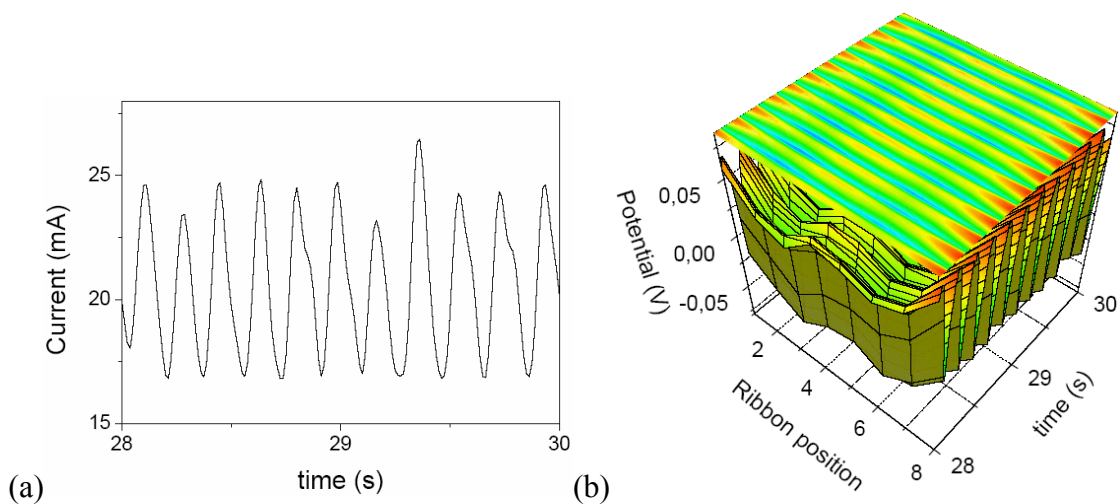 25
20
15
Current (mA)
28
29
30
time (s)
(a)
0,05
0,00
-0,05
Potential (V)
2
4
6
8
Ribbon position
28
29
30
time (s)
(b)